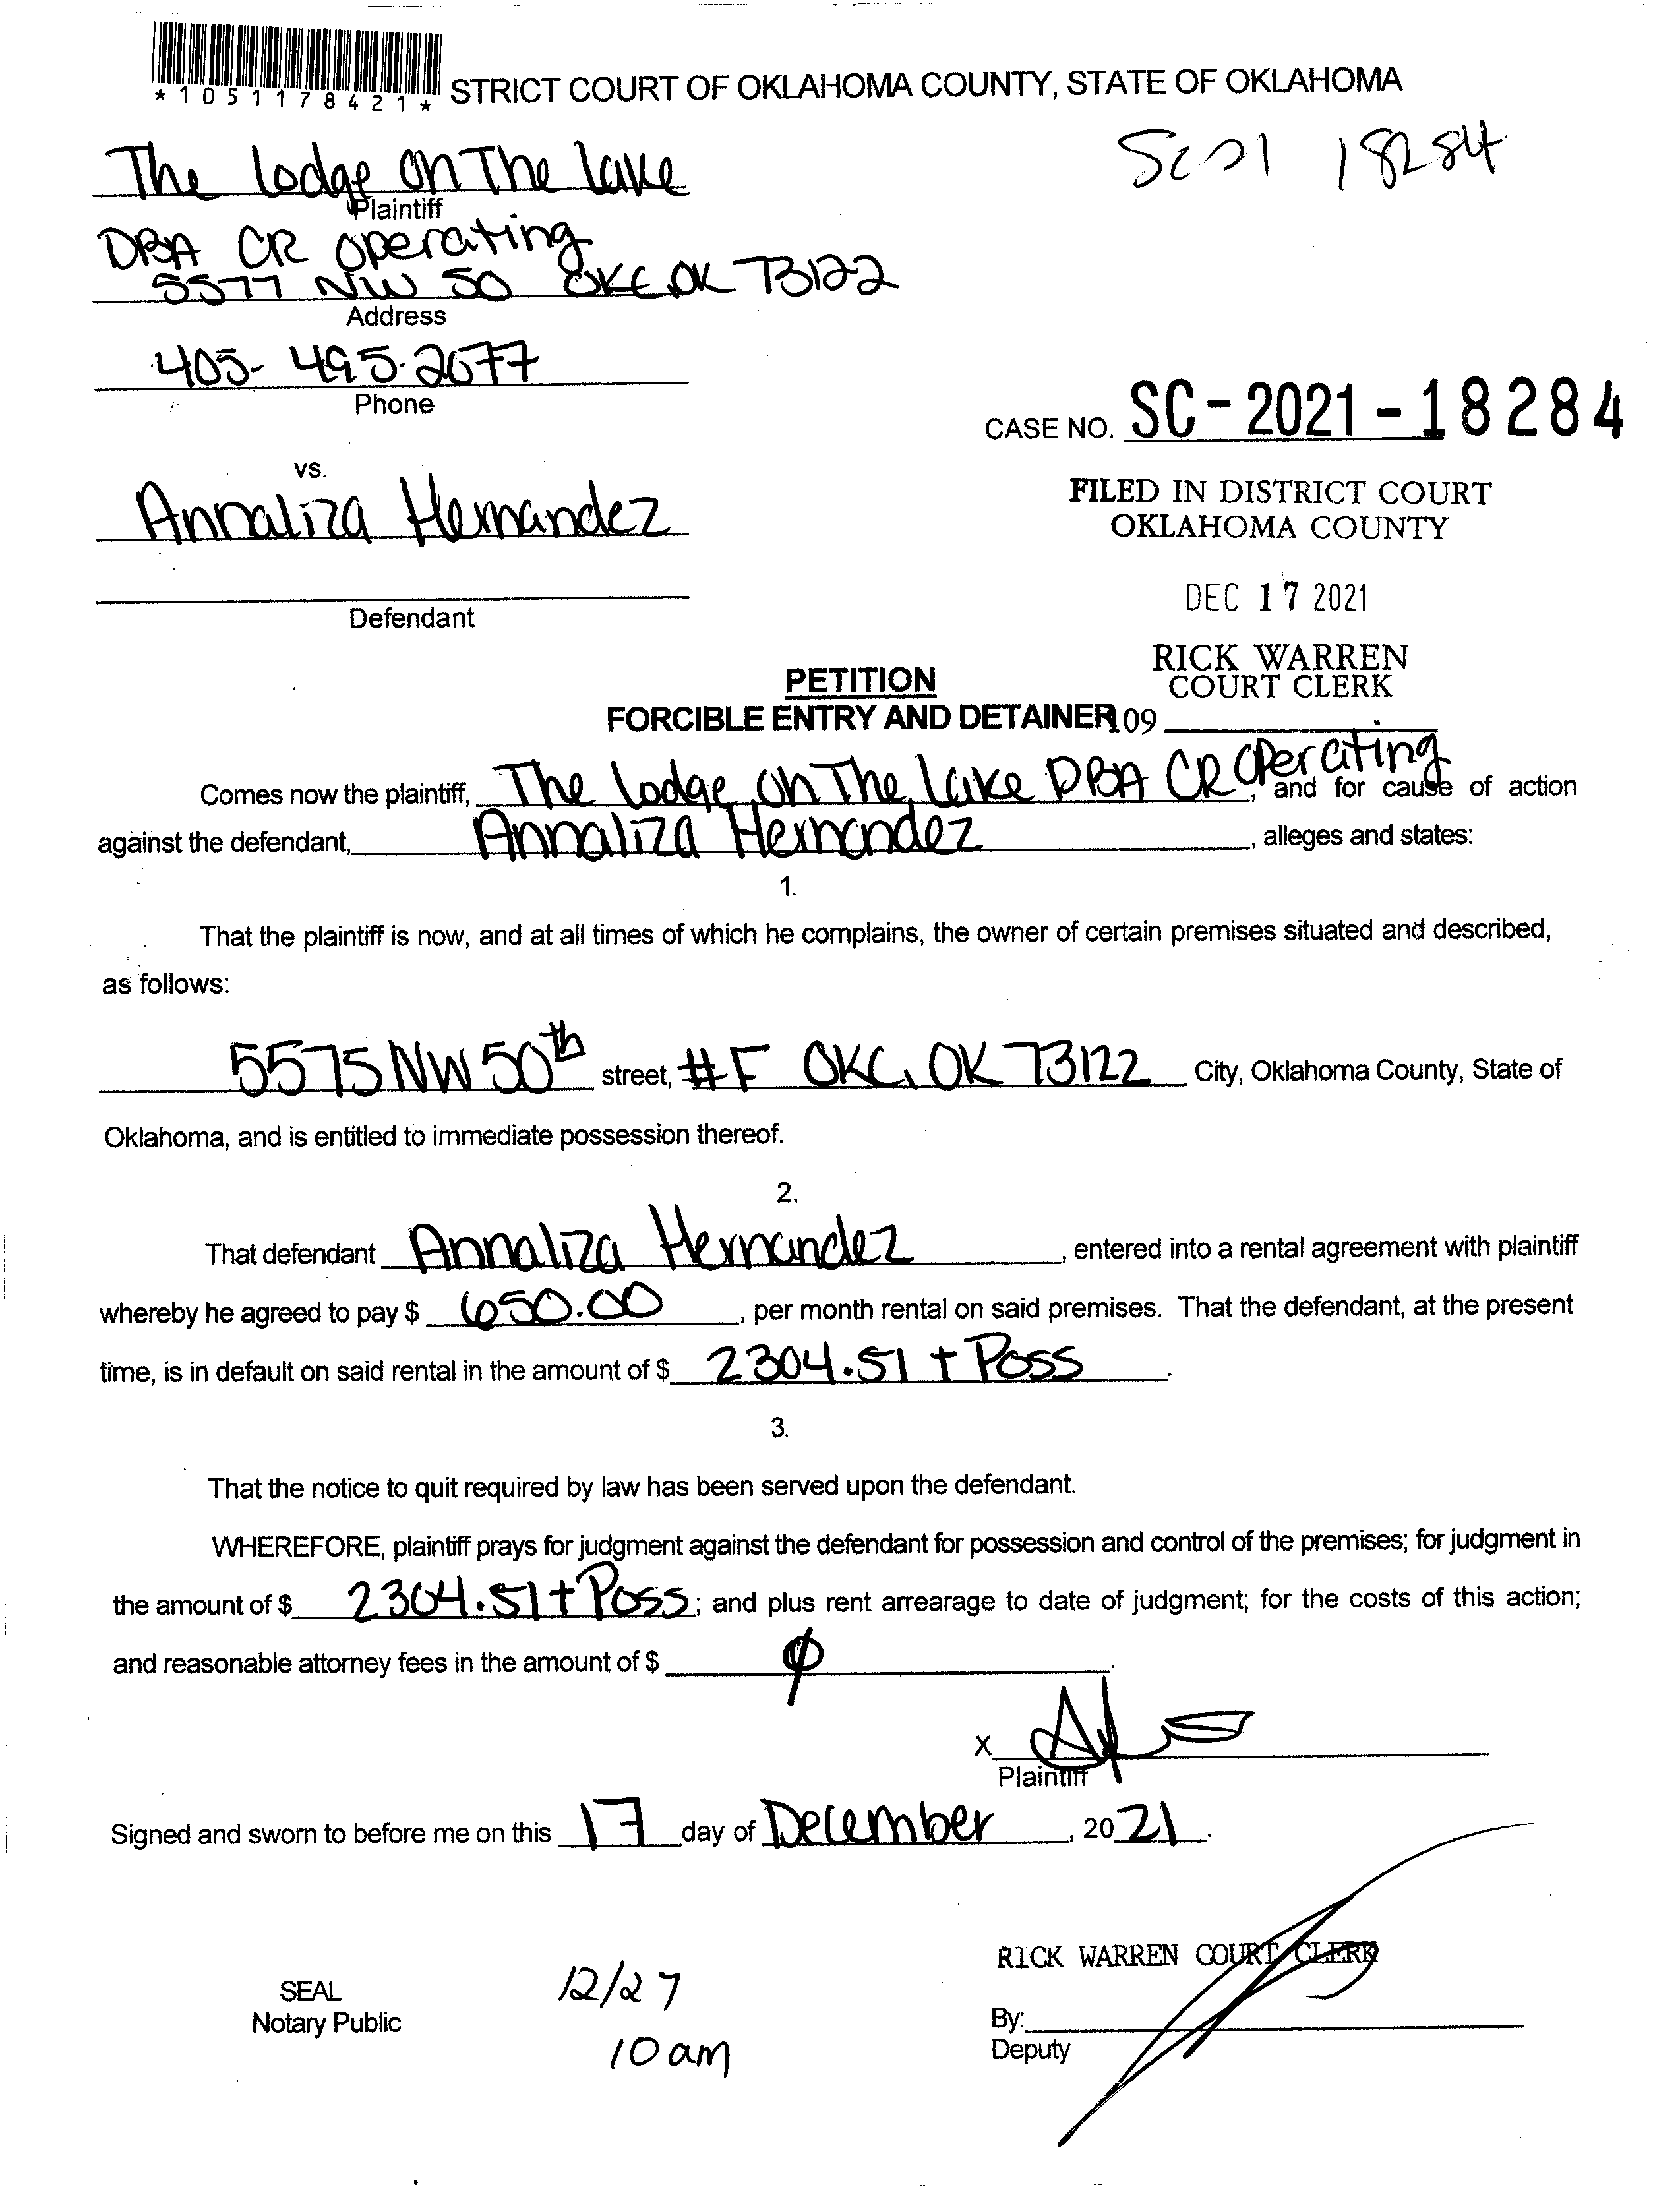 *1051178421*
STRICT COURT OF OKLAHOMA COUNTY, STATE OF OKLAHOMA
SC21 18284
The Lodge on The Lake
Plaintiff
DBA CR operating
5577 NW 50 OKC OK 73122
Address
405-495-2677
Phone
CASE NO. SC-2021-18284
vs.
FILED IN DISTRICT COURT
OKLAHOMA COUNTY
Annaliza Hernandez
DEC 17 2021
Defendant
RICK WARREN
COURT CLERK
PETITION
FORCIBLE ENTRY AND DETAINER
109
Comes now the plaintiff, The Lodge on The Lake DBA CR Operating, and for cause of action
against the defendant, Annaliza Hernandez, alleges and states:
1.
That the plaintiff is now, and at all times of which he complains, the owner of certain premises situated and described,
as follows:
5575 NW 50th street, #F OKC, OK 73122 City, Oklahoma County, State of
Oklahoma, and is entitled to immediate possession thereof.
2.
That defendant Annaliza Hernandez, entered into a rental agreement with plaintiff
whereby he agreed to pay $ 650.00, per month rental on said premises. That the defendant, at the present
time, is in default on said rental in the amount of $ 2304.51 + Poss.
3.
That the notice to quit required by law has been served upon the defendant.
WHEREFORE, plaintiff prays for judgment against the defendant for possession and control of the premises; for judgment in
the amount of $ 2304.51 + Poss; and plus rent arrearage to date of judgment; for the costs of this action;
and reasonable attorney fees in the amount of $ φ.
X
Plaintiff
Signed and sworn to before me on this 17 day of December, 2021.
RICK WARREN COURT CLERK
SEAL
Notary Public
12/27
10am
By:
Deputy